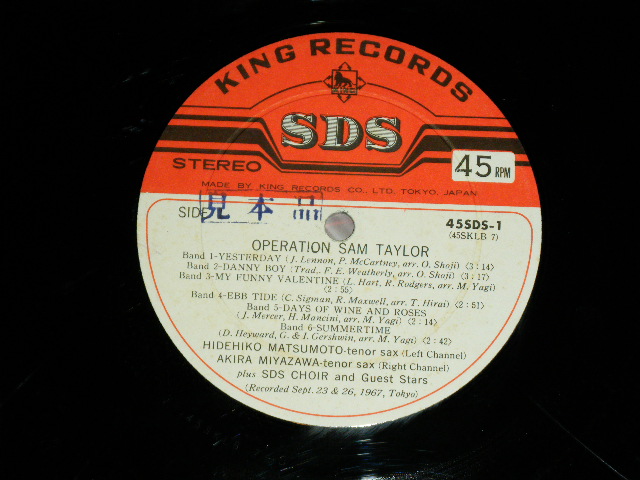 KING RECORDS
SDS
STEREO
45 RPM
MADE BY KING RECORDS CO., LTD. TOKYO, JAPAN
SIDE
見本品
45SDS-1
(45SKLB 7)
OPERATION SAM TAYLOR
Band 1-YESTERDAY (J. Lennon, P. McCartney, arr. O. Shoji) (3:14)
Band 2-DANNY BOY (Trad., F. E. Weatherly, arr. O. Shoji) (3:17)
Band 3-MY FUNNY VALENTINE (L. Hart, R. Rodgers, arr. M. Yagi)
(2:55)
Band 4-EBB TIDE (C. Sigman, R. Maxwell, arr. T. Hirai) (2:51)
Band 5-DAYS OF WINE AND ROSES
(J. Mercer, H. Mancini, arr. M. Yagi) (2:14)
Band 6-SUMMERTIME
(D. Heyward, G. & I. Gershwin, arr. M. Yagi) (2:42)
HIDEHIKO MATSUMOTO-tenor sax (Left Channel)
AKIRA MIYAZAWA-tenor sax (Right Channel)
plus SDS CHOIR and Guest Stars
(Recorded Sept. 23 & 26, 1967, Tokyo)